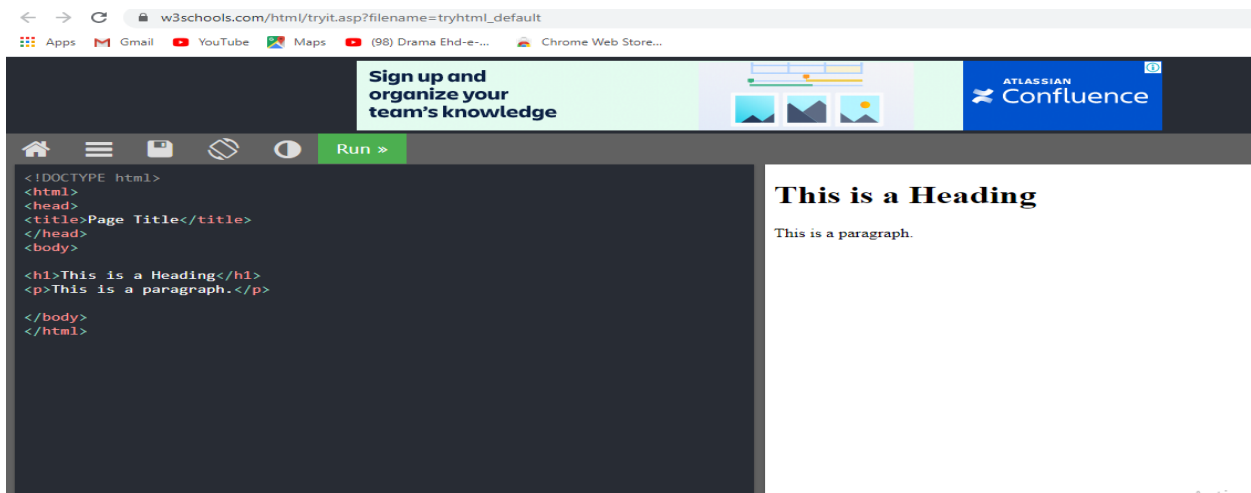 w3schools.com/html/tryit.asp?filename=tryhtml_default
Apps Gmail YouTube Maps (98) Drama Ehd-e-... Chrome Web Store...
Sign up and
organize your
team's knowledge
ATLASSIAN
Confluence
Run »
<!DOCTYPE html>
<html>
<head>
<title>Page Title</title>
</head>
<body>
<h1>This is a Heading</h1>
<p>This is a paragraph.</p>
</body>
</html>
This is a Heading
This is a paragraph.